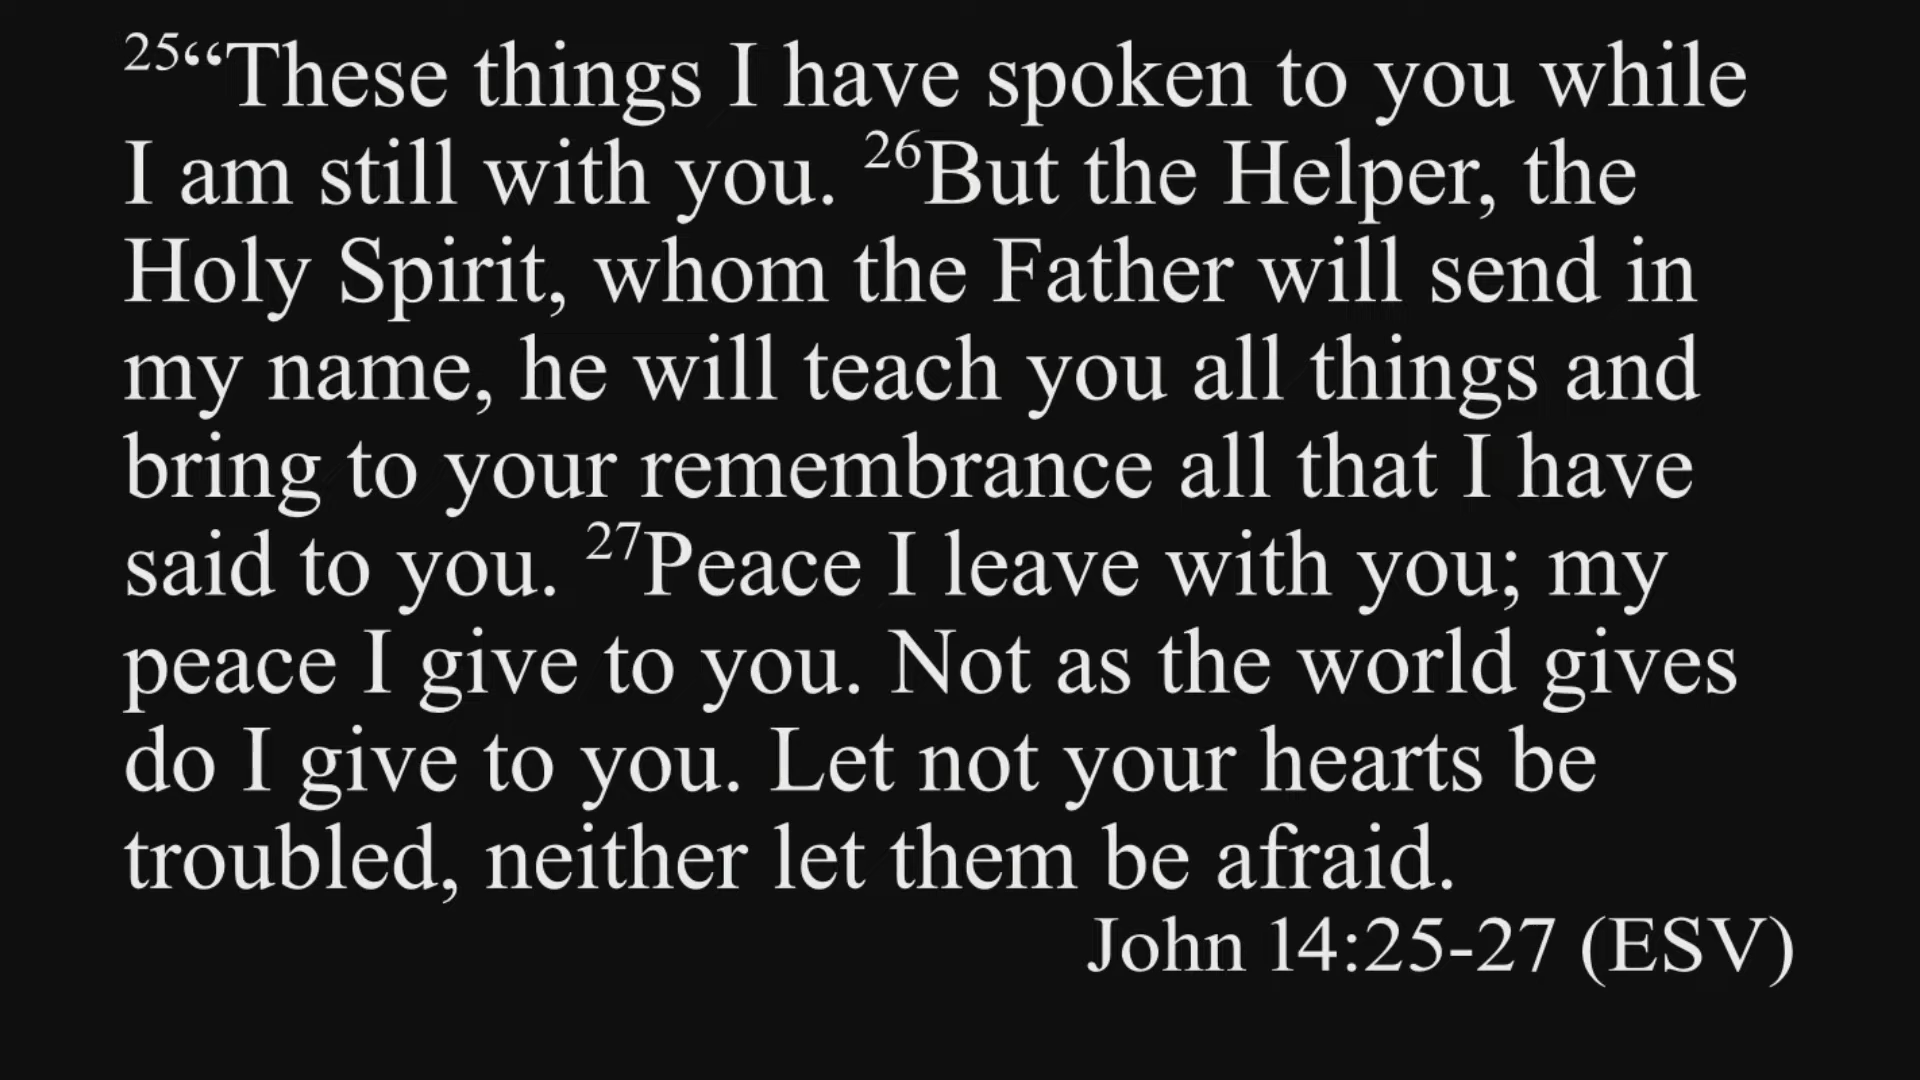 25“These things I have spoken to you while
I am still with you. 26But the Helper, the
Holy Spirit, whom the Father will send in
my name, he will teach you all things and
bring to your remembrance all that I have
said to you. 27Peace I leave with you; my
peace I give to you. Not as the world gives
do I give to you. Let not your hearts be
troubled, neither let them be afraid.
John 14:25-27 (ESV)